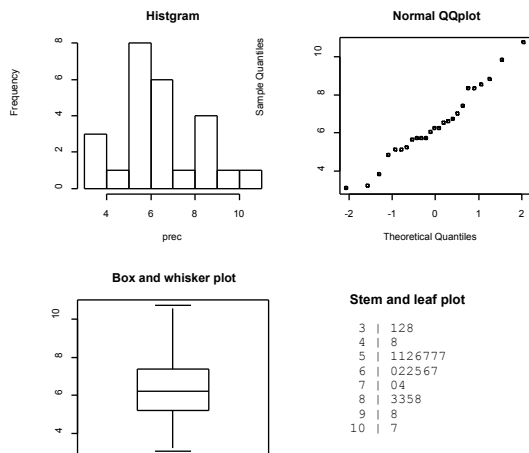 Histgram
Frequency
8
6
4
2
0
4 6 8 10
prec
Normal QQplot
Sample Quantiles
10
8
6
4
-2 -1 0 1 2
Theoretical Quantiles
Box and whisker plot
10
8
6
4
Stem and leaf plot
3 | 128
4 | 8
5 | 1126777
6 | 022567
7 | 04
8 | 3358
9 | 8
10 | 7